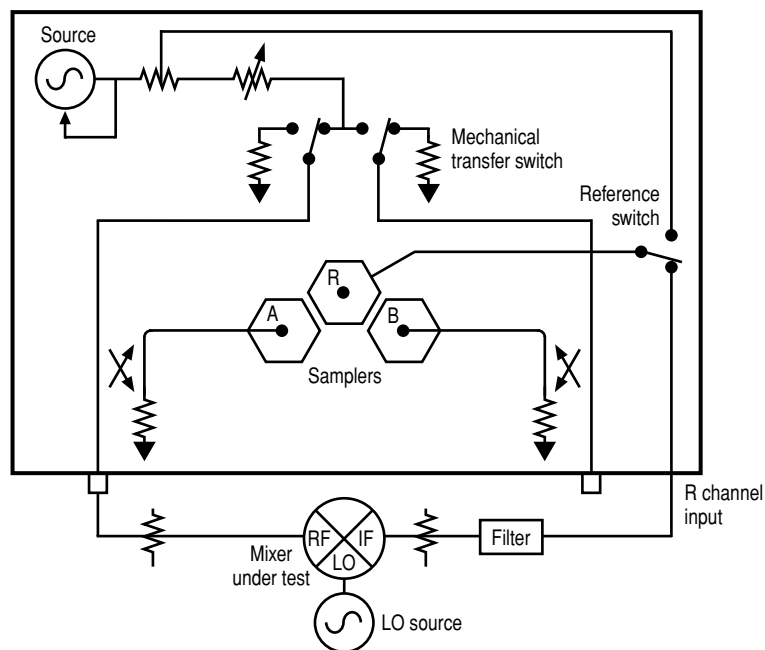 Source
Mechanical
transfer switch
Reference
switch
R
A
B
Samplers
R channel
input
RF
IF
LO
Filter
Mixer
under test
LO source